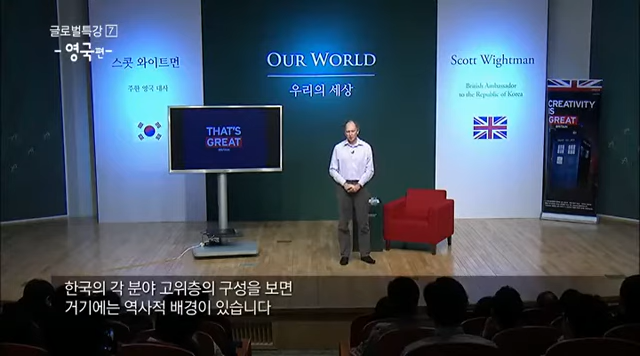 글로벌특강 7
- 영국편 -
스콧 와이트먼
주한 영국 대사
OUR WORLD
우리의 세상
Scott Wightman
British Ambassador
to the Republic of Korea
THAT'S
GREAT
BRITAIN
CREATIVITY
IS
GREAT
BRITAIN
한국의 각 분야 고위층의 구성을 보면
거기에는 역사적 배경이 있습니다